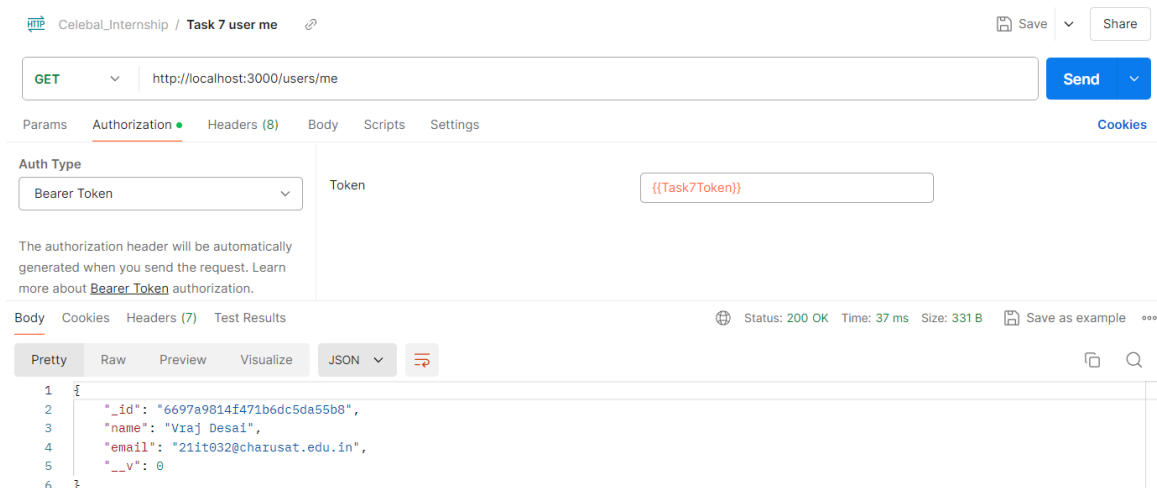 HTTP Celebal_Internship / Task 7 user me Save Share
GET http://localhost:3000/users/me Send
Params Authorization Headers (8) Body Scripts Settings Cookies
Auth Type
Bearer Token
Token {{Task7Token}}
The authorization header will be automatically
generated when you send the request. Learn
more about Bearer Token authorization.
Body Cookies Headers (7) Test Results Status: 200 OK Time: 37 ms Size: 331 B Save as example
Pretty Raw Preview Visualize JSON
1 {
2 "_id": "6697a9814f471b6dc5da55b8",
3 "name": "Vraj Desai",
4 "email": "21it032@charusat.edu.in",
5 "__v": 0
6 }